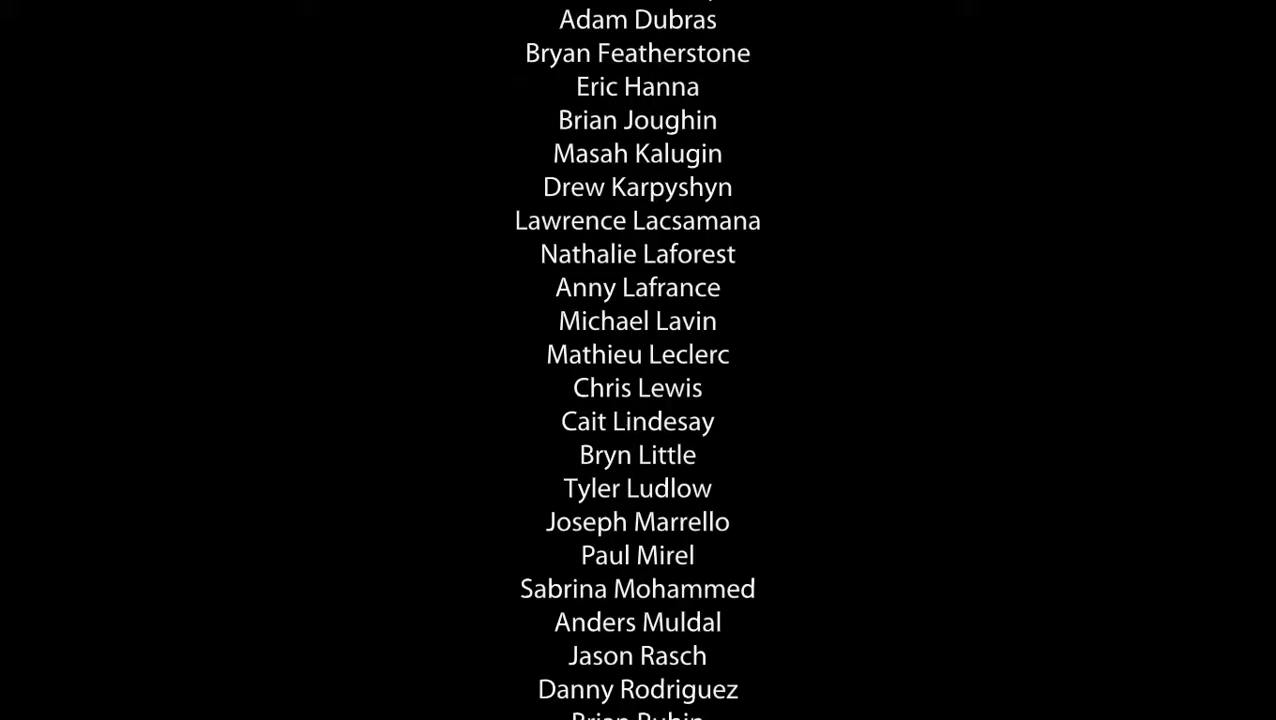 Adam Dubras
Bryan Featherstone
Eric Hanna
Brian Joughin
Masah Kalugin
Drew Karpyshyn
Lawrence Lacsamana
Nathalie Laforest
Anny Lafrance
Michael Lavin
Mathieu Leclerc
Chris Lewis
Cait Lindesay
Bryn Little
Tyler Ludlow
Joseph Marrello
Paul Mirel
Sabrina Mohammed
Anders Muldal
Jason Rasch
Danny Rodriguez
Brian Rubin